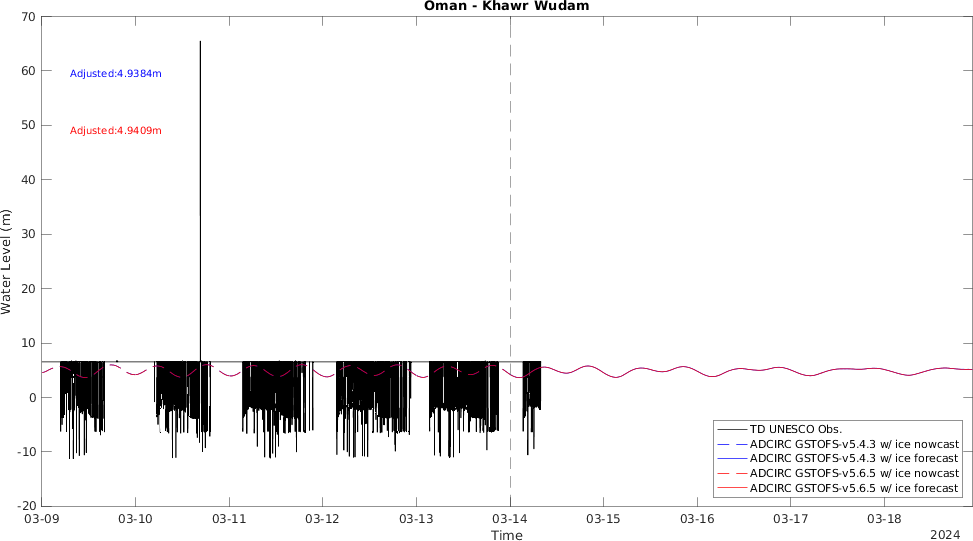 Oman - Khawr Wudam
70
60
50
40
30
20
10
0
-10
-20
Water Level (m)
Adjusted:4.9384m
Adjusted:4.9409m
TD UNESCO Obs.
ADCIRC GSTOFS-v5.4.3 w/ ice nowcast
ADCIRC GSTOFS-v5.4.3 w/ ice forecast
ADCIRC GSTOFS-v5.6.5 w/ ice nowcast
ADCIRC GSTOFS-v5.6.5 w/ ice forecast
03-09 03-10 03-11 03-12 03-13 03-14 03-15 03-16 03-17 03-18
Time
2024